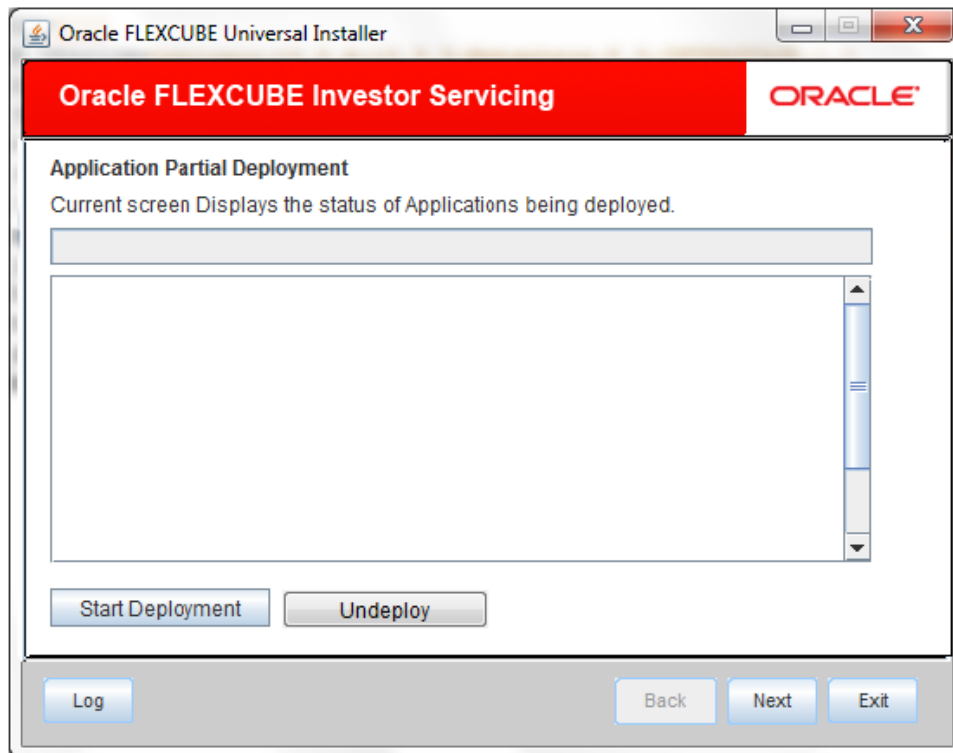 Oracle FLEXCUBE Universal Installer
Oracle FLEXCUBE Investor Servicing
ORACLE®
Application Partial Deployment
Current screen Displays the status of Applications being deployed.
Start Deployment Undeploy
Log Back Next Exit